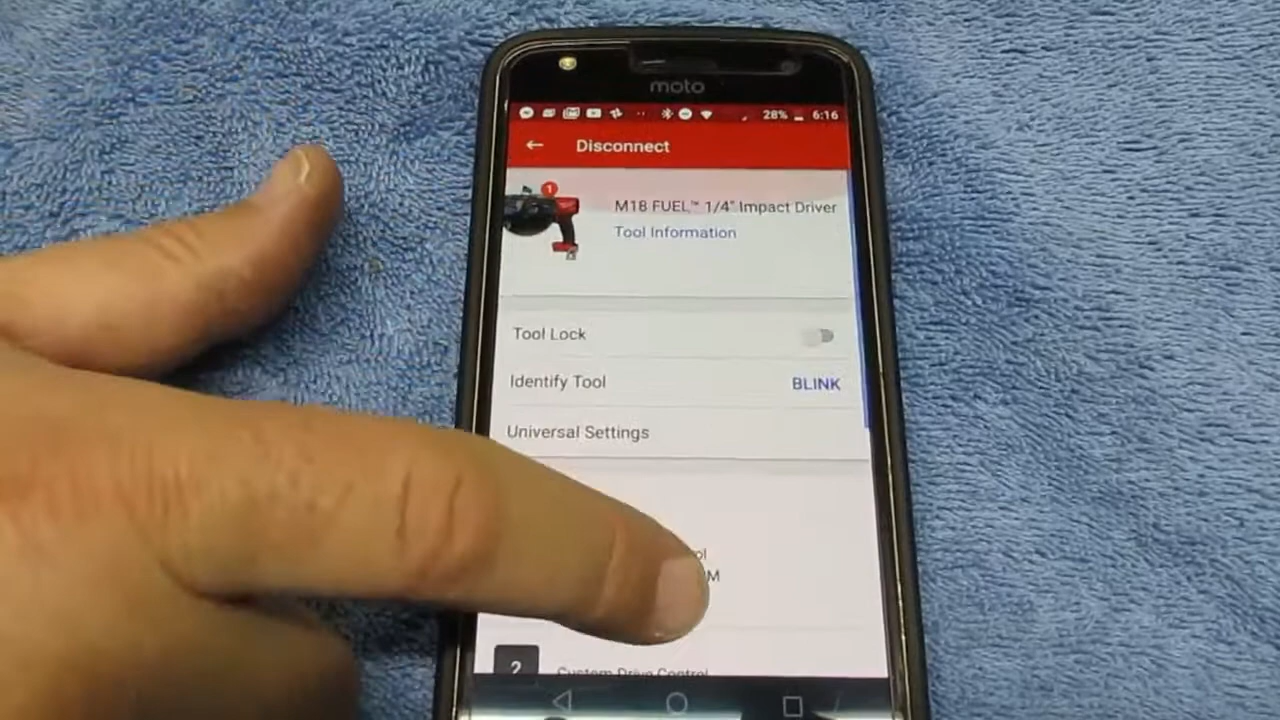 moto
28% 6:16
Disconnect
1
M18 FUEL™ 1/4" Impact Driver
Tool Information
Tool Lock
Identify Tool BLINK
Universal Settings
2
Custom Drive Control